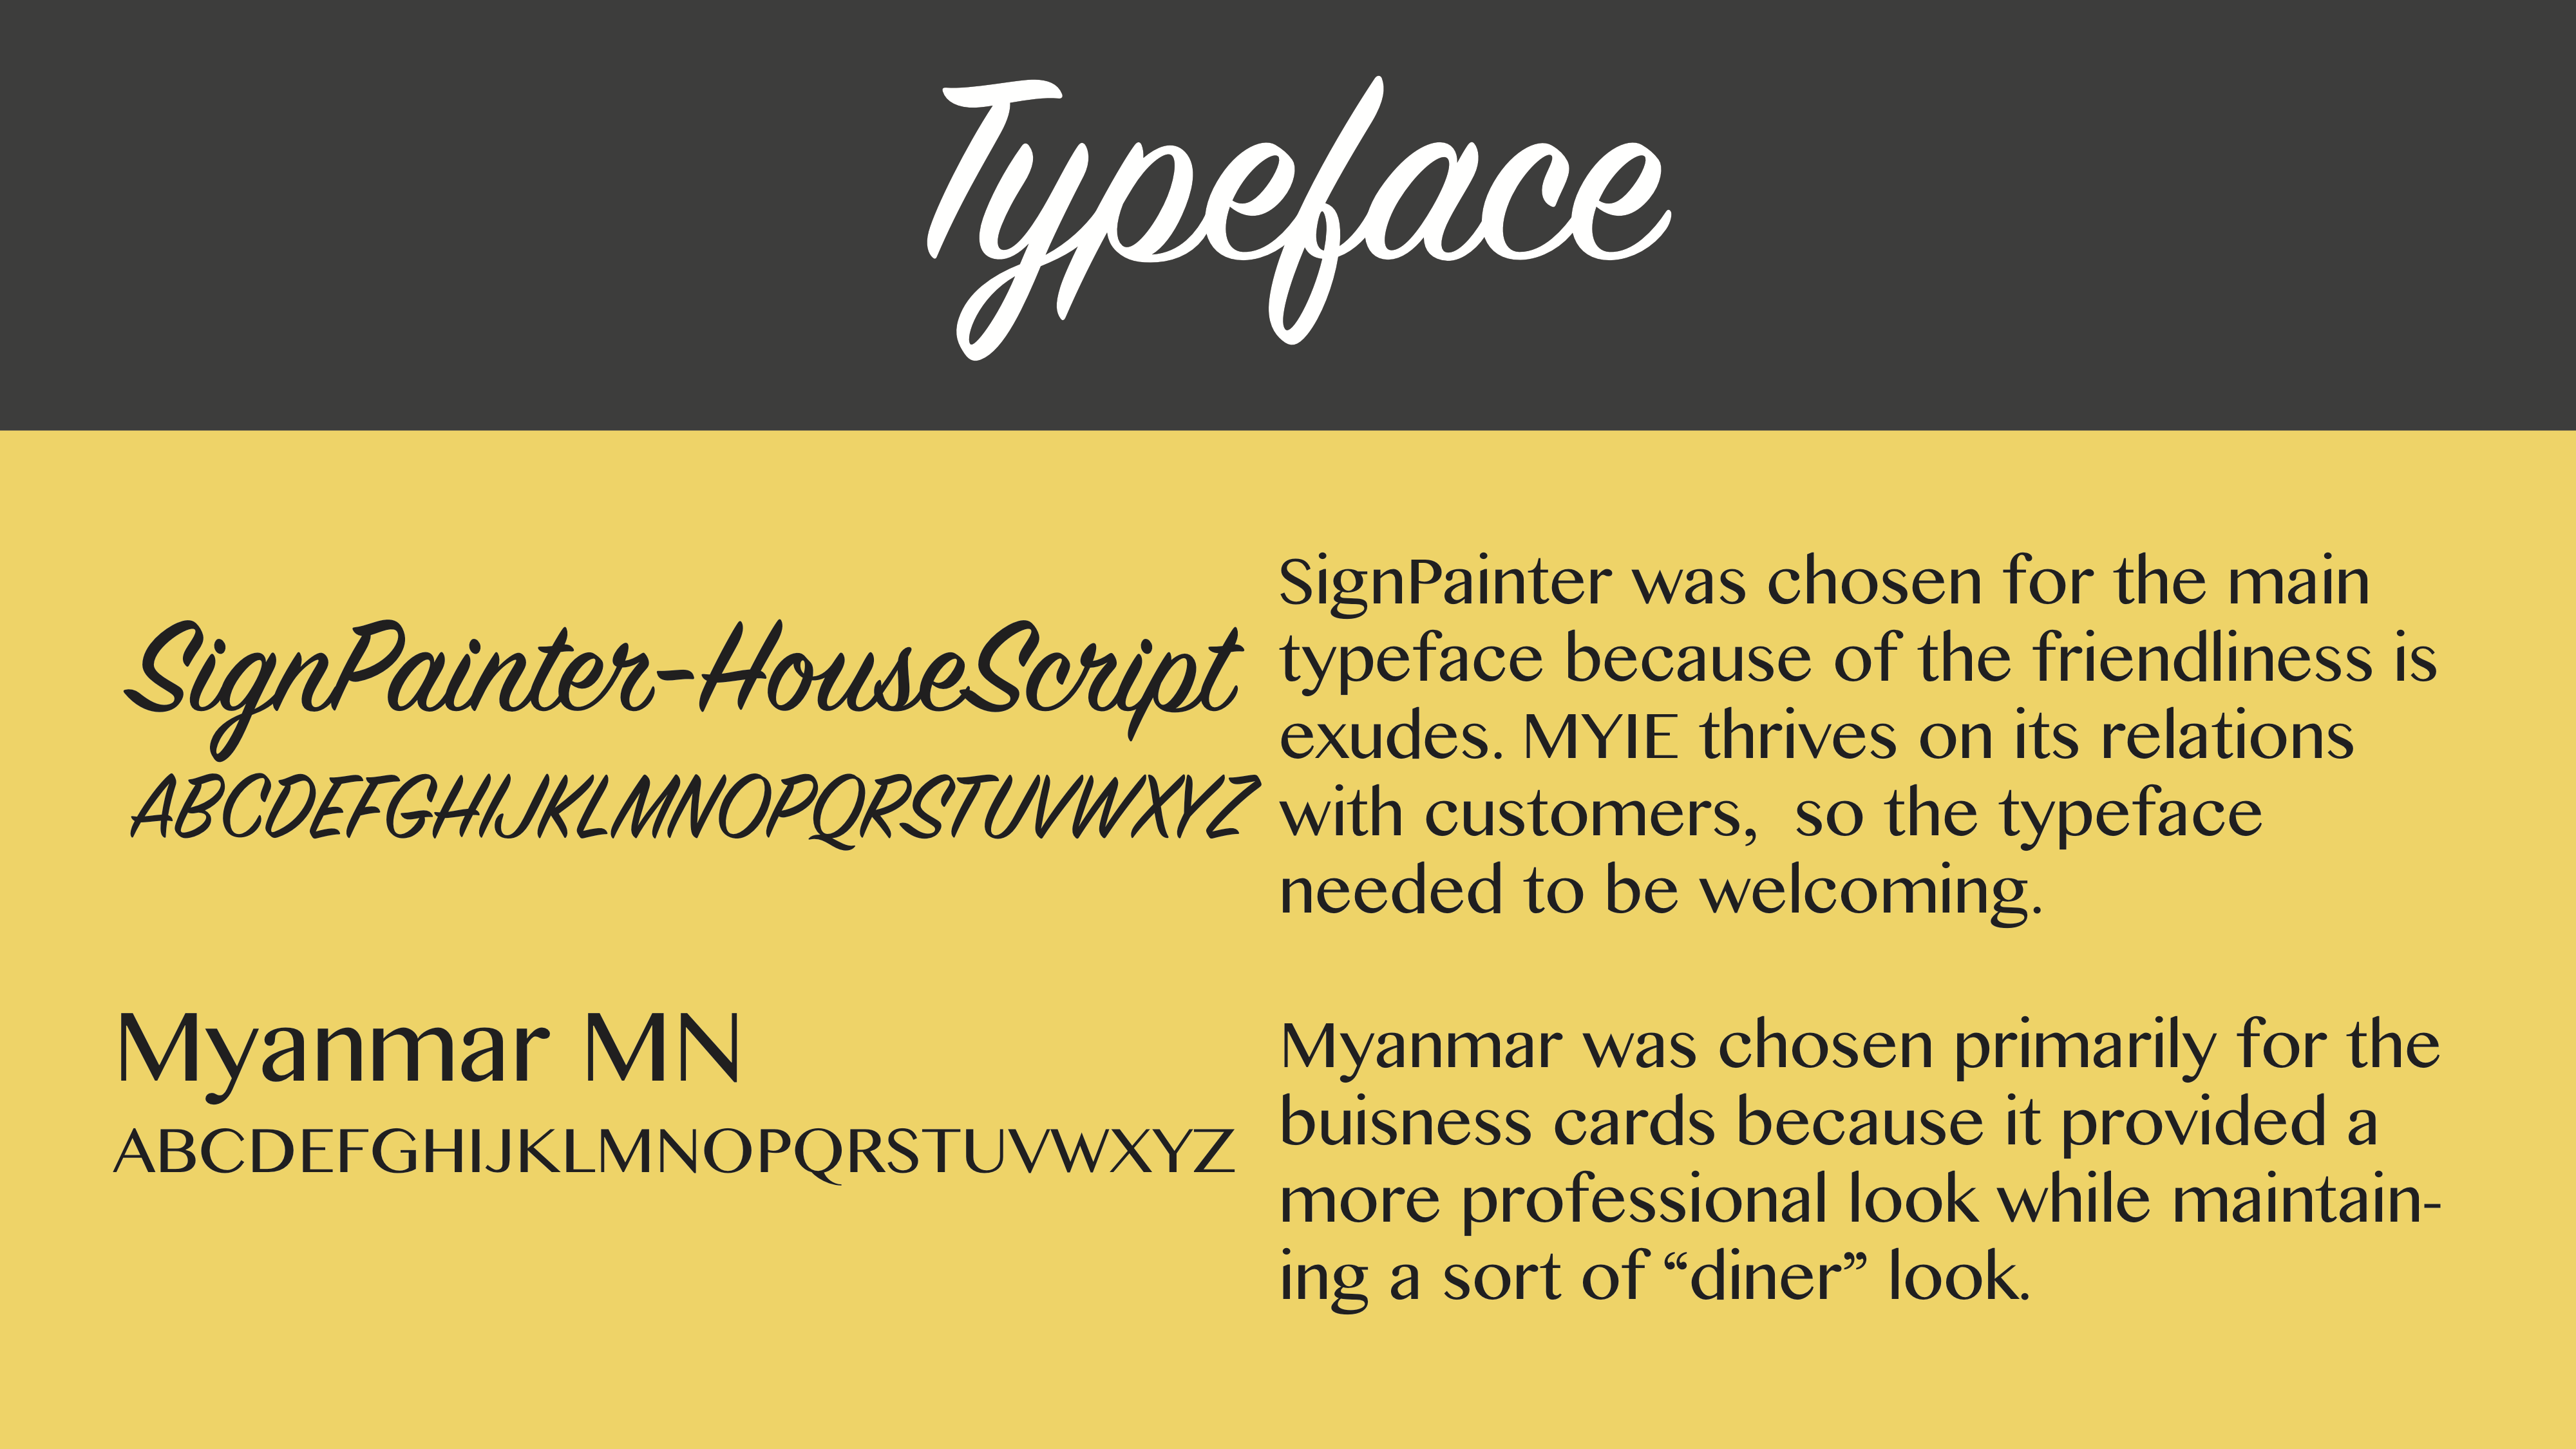 Typeface
SignPainter-HouseScript
ABCDEFGHIJKLMNOPQRSTUVWXYZ
Myanmar MN
ABCDEFGHIJKLMNOPQRSTUVWXYZ
SignPainter was chosen for the main
typeface because of the friendliness is
exudes. MYIE thrives on its relations
with customers,  so the typeface
needed to be welcoming.
Myanmar was chosen primarily for the
buisness cards because it provided a
more professional look while maintain-
ing a sort of “diner” look.